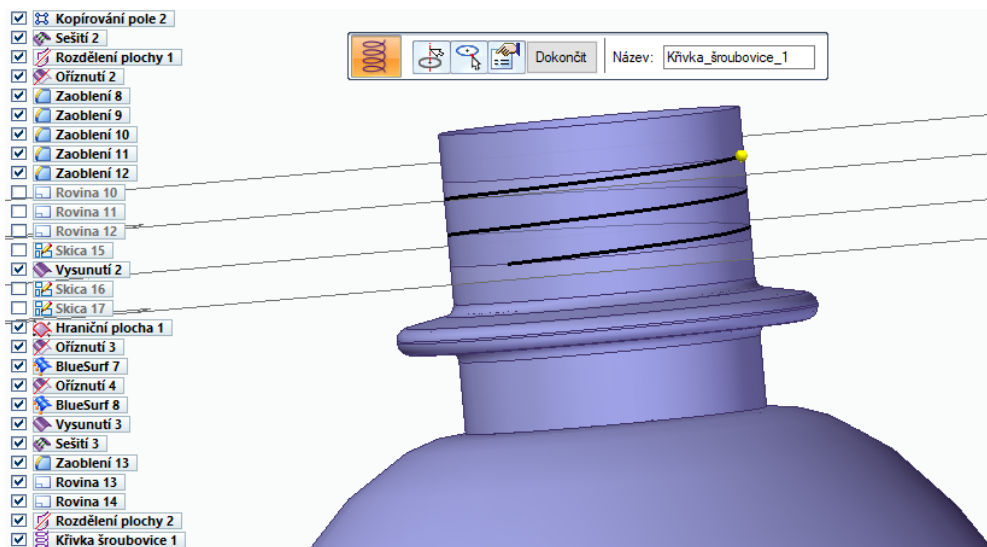 Kopírování pole 2
Sešití 2
Rozdělení plochy 1
Oříznutí 2
Zaoblení 8
Zaoblení 9
Zaoblení 10
Zaoblení 11
Zaoblení 12
Rovina 10
Rovina 11
Rovina 12
Skica 15
Vysunutí 2
Skica 16
Skica 17
Hraniční plocha 1
Oříznutí 3
BlueSurf 7
Oříznutí 4
BlueSurf 8
Vysunutí 3
Sešití 3
Zaoblení 13
Rovina 13
Rovina 14
Rozdělení plochy 2
Křivka šroubovice 1
Dokončit Název: Křivka_šroubovice_1